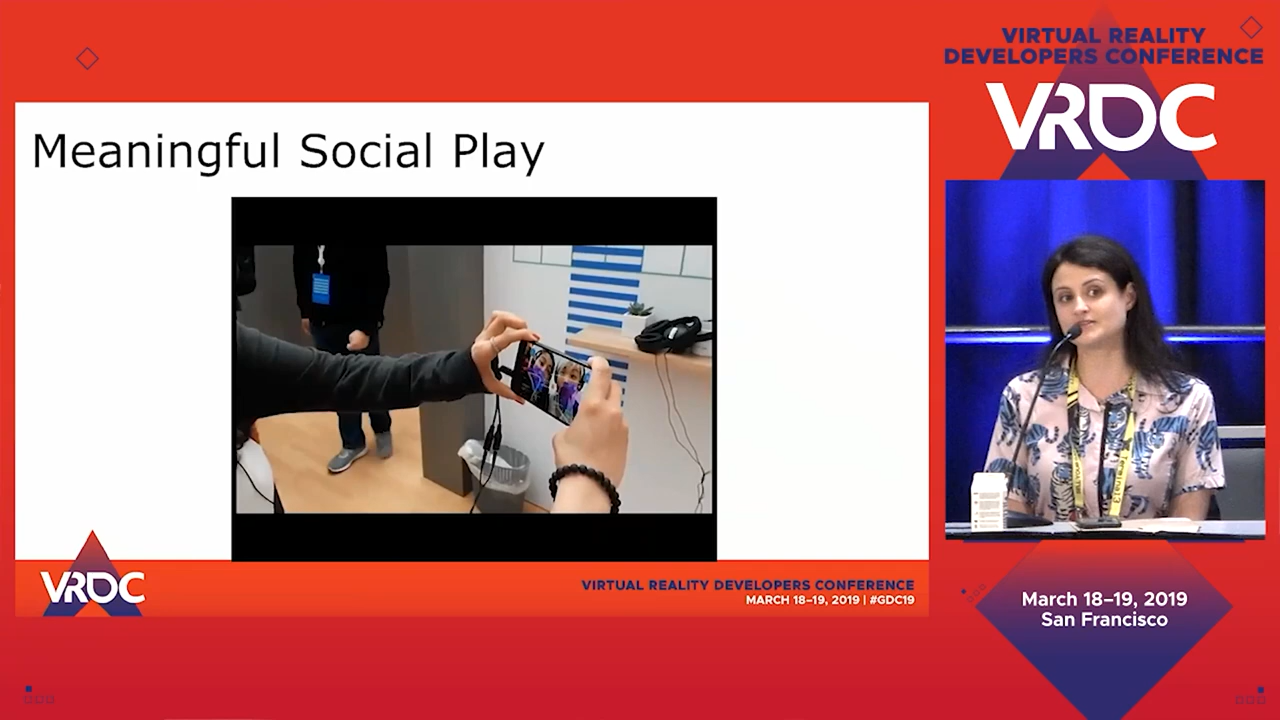 VIRTUAL REALITY
DEVELOPERS CONFERENCE
VRDC
Meaningful Social Play
VRDC
VIRTUAL REALITY DEVELOPERS CONFERENCE
MARCH 18–19, 2019 | #GDC19
March 18–19, 2019
San Francisco